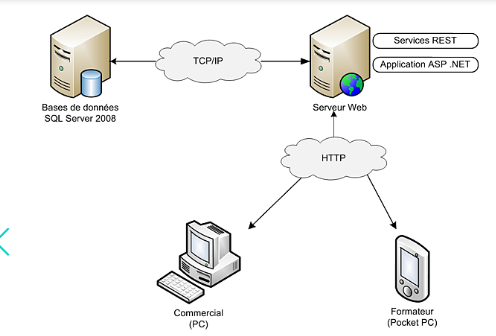 Services REST
TCP/IP
Application ASP .NET
Bases de données
SQL Server 2008
Serveur Web
HTTP
Commercial
(PC)
Formateur
(Pocket PC)